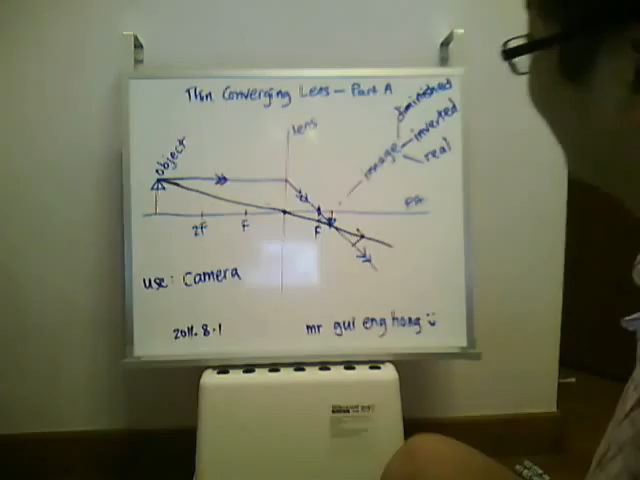 Thin Converging Lens - Part A
lens
object
image
diminished
inverted
real
PA
2F
F
F
use: Camera
2011.8.1
mr gui eng hong